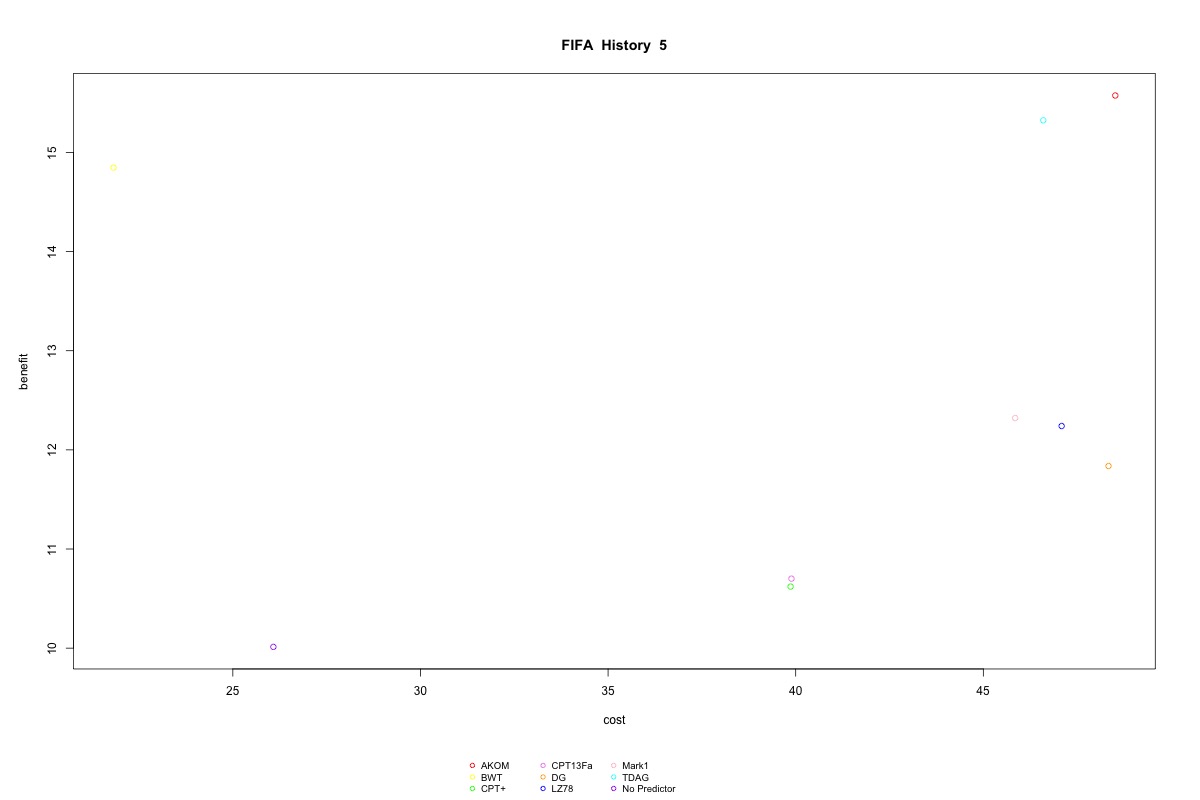 FIFA History 5
15
14
13
12
11
10
benefit
25 30 35 40 45
cost
AKOM CPT13Fa Mark1
BWT DG TDAG
CPT+ LZ78 No Predictor